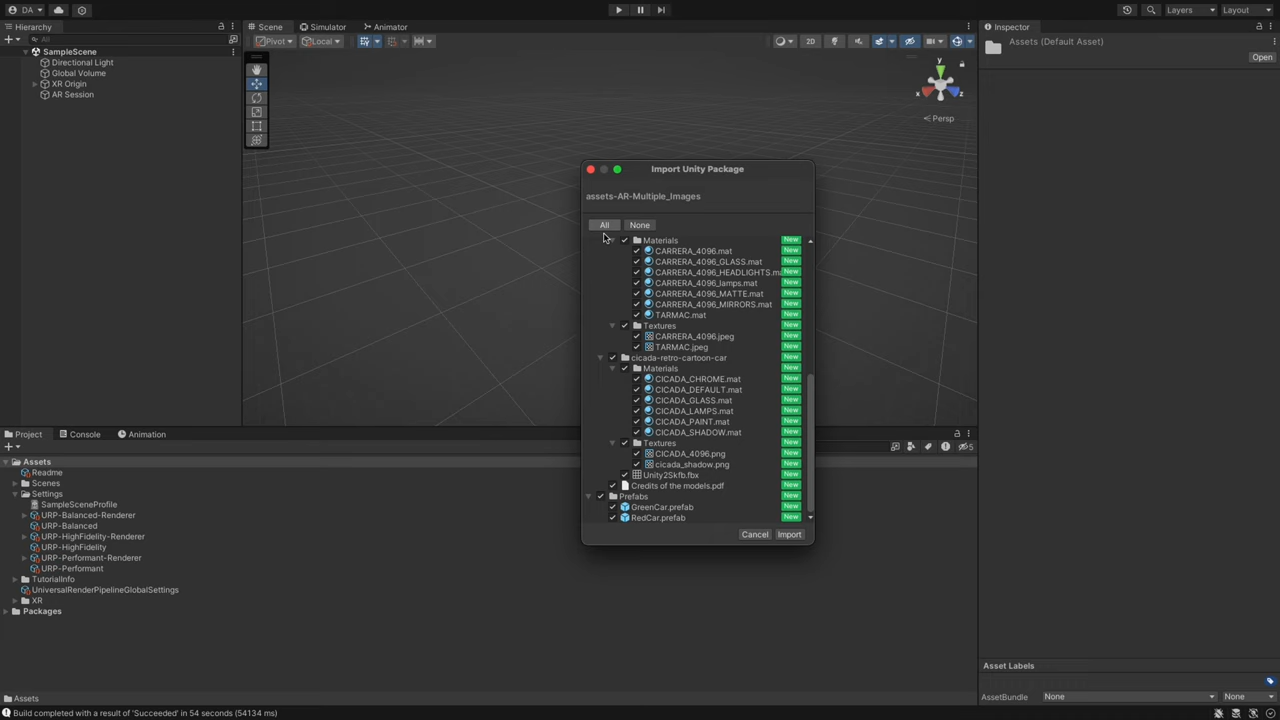 DA
Layers
Layout
Hierarchy
All
SampleScene
Directional Light
Global Volume
XR Origin
AR Session
Scene
Simulator
Animator
Pivot
Local
2D
y
x
z
Persp
Inspector
Assets (Default Asset)
Open
Import Unity Package
assets-AR-Multiple_Images
All
None
Materials New
CARRERA_4096.mat New
CARRERA_4096_GLASS.mat New
CARRERA_4096_HEADLIGHTS.ma New
CARRERA_4096_lamps.mat New
CARRERA_4096_MATTE.mat New
CARRERA_4096_MIRRORS.mat New
TARMAC.mat New
Textures New
CARRERA_4096.jpeg New
TARMAC.jpeg New
cicada-retro-cartoon-car New
Materials New
CICADA_CHROME.mat New
CICADA_DEFAULT.mat New
CICADA_GLASS.mat New
CICADA_LAMPS.mat New
CICADA_PAINT.mat New
CICADA_SHADOW.mat New
Textures New
CICADA_4096.png New
cicada_shadow.png New
Unity2Skfb.fbx New
Credits of the models.pdf New
Prefabs New
GreenCar.prefab New
RedCar.prefab New
Cancel
Import
Project
Console
Animation
5
Assets
Readme
Scenes
Settings
SampleSceneProfile
URP-Balanced-Renderer
URP-Balanced
URP-HighFidelity-Renderer
URP-HighFidelity
URP-Performant-Renderer
URP-Performant
TutorialInfo
UniversalRenderPipelineGlobalSettings
XR
Packages
Assets
Asset Labels
AssetBundle None None
Build completed with a result of 'Succeeded' in 54 seconds (54134 ms)